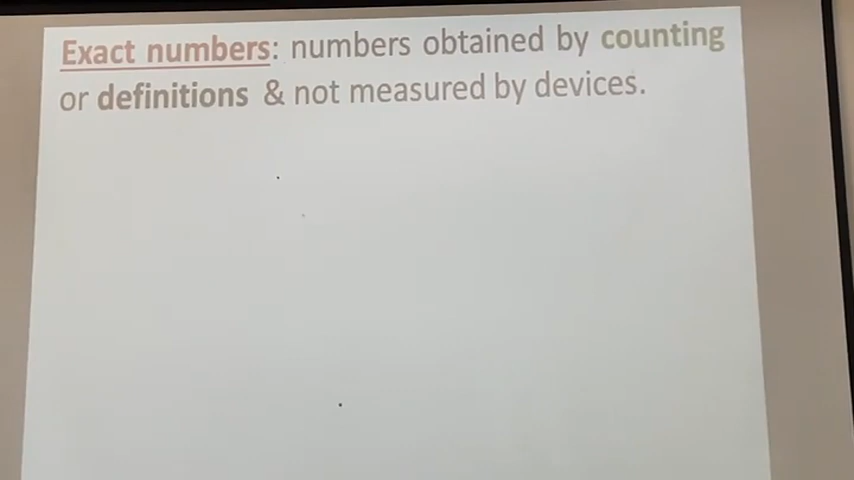 Exact numbers: numbers obtained by counting
or definitions & not measured by devices.